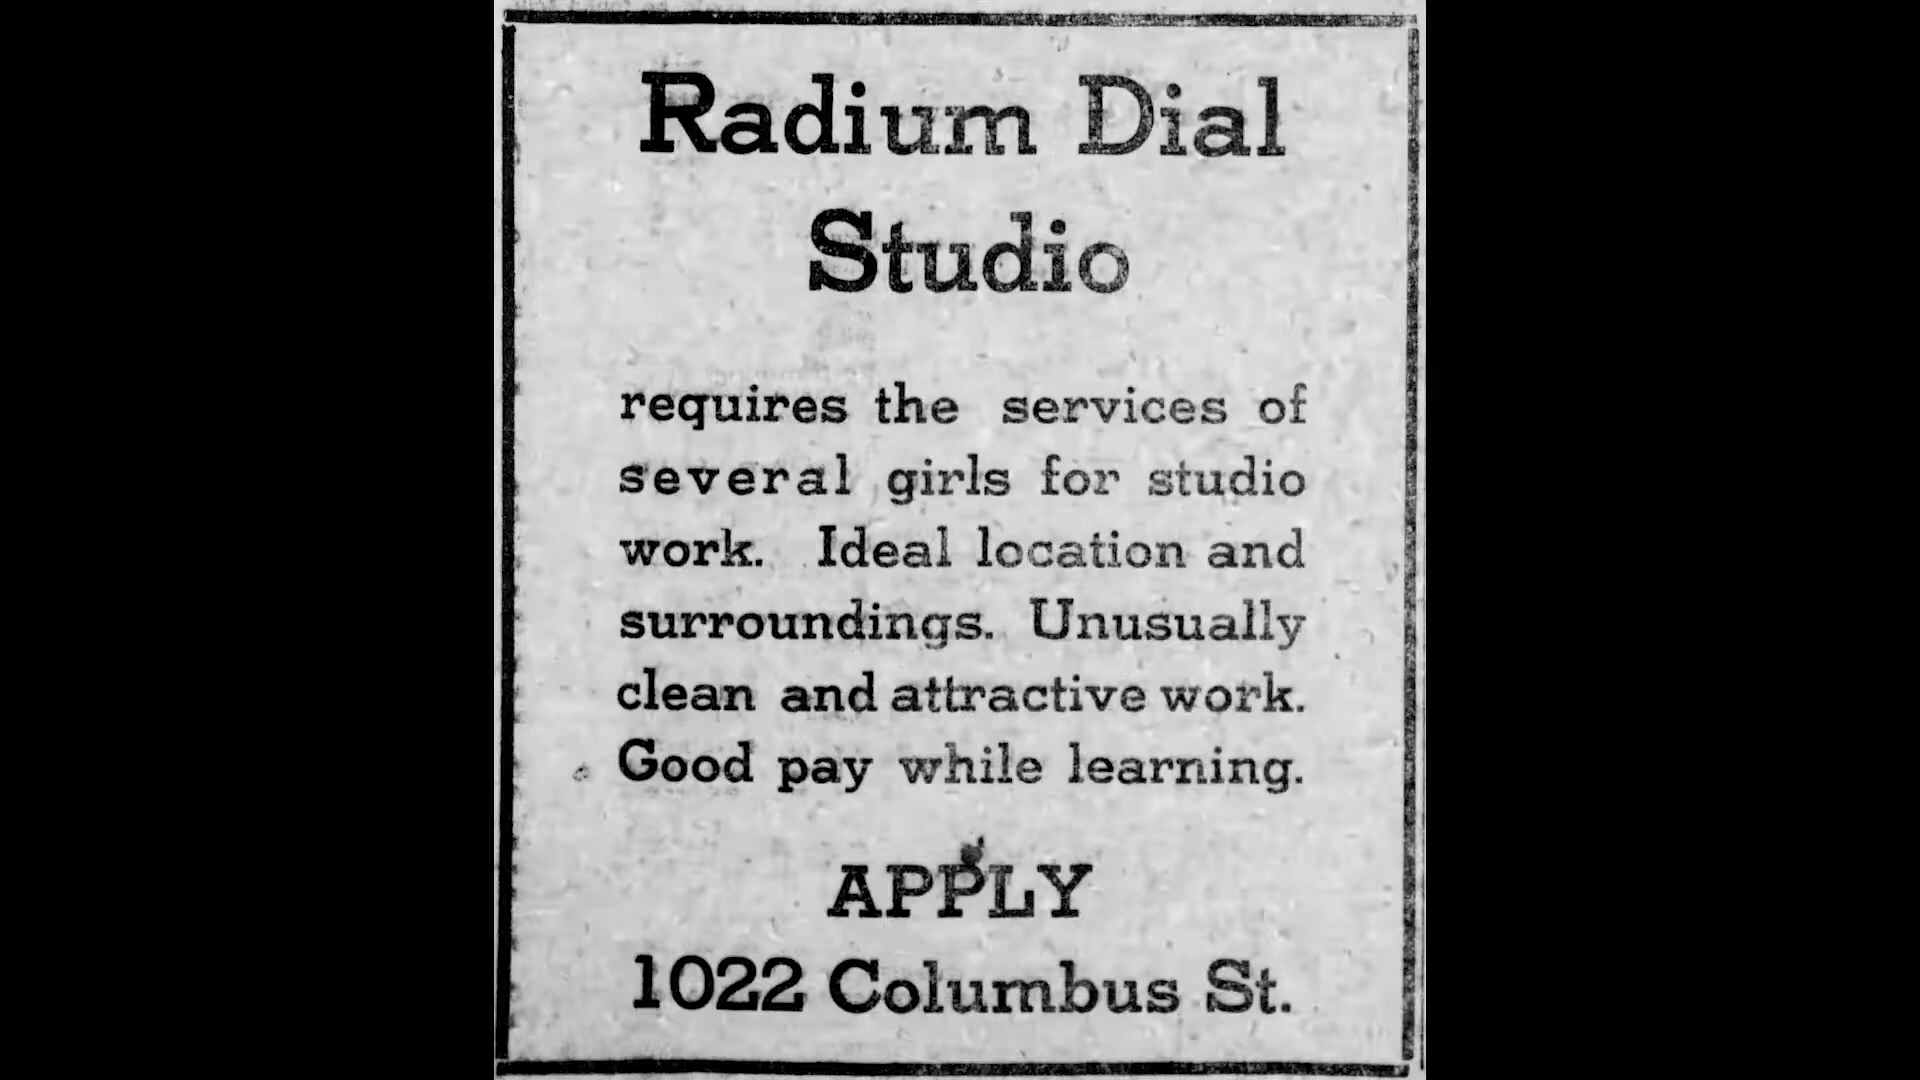 Radium Dial
Studio
requires the services of
several girls for studio
work. Ideal location and
surroundings. Unusually
clean and attractive work.
Good pay while learning.
APPLY
1022 Columbus St.